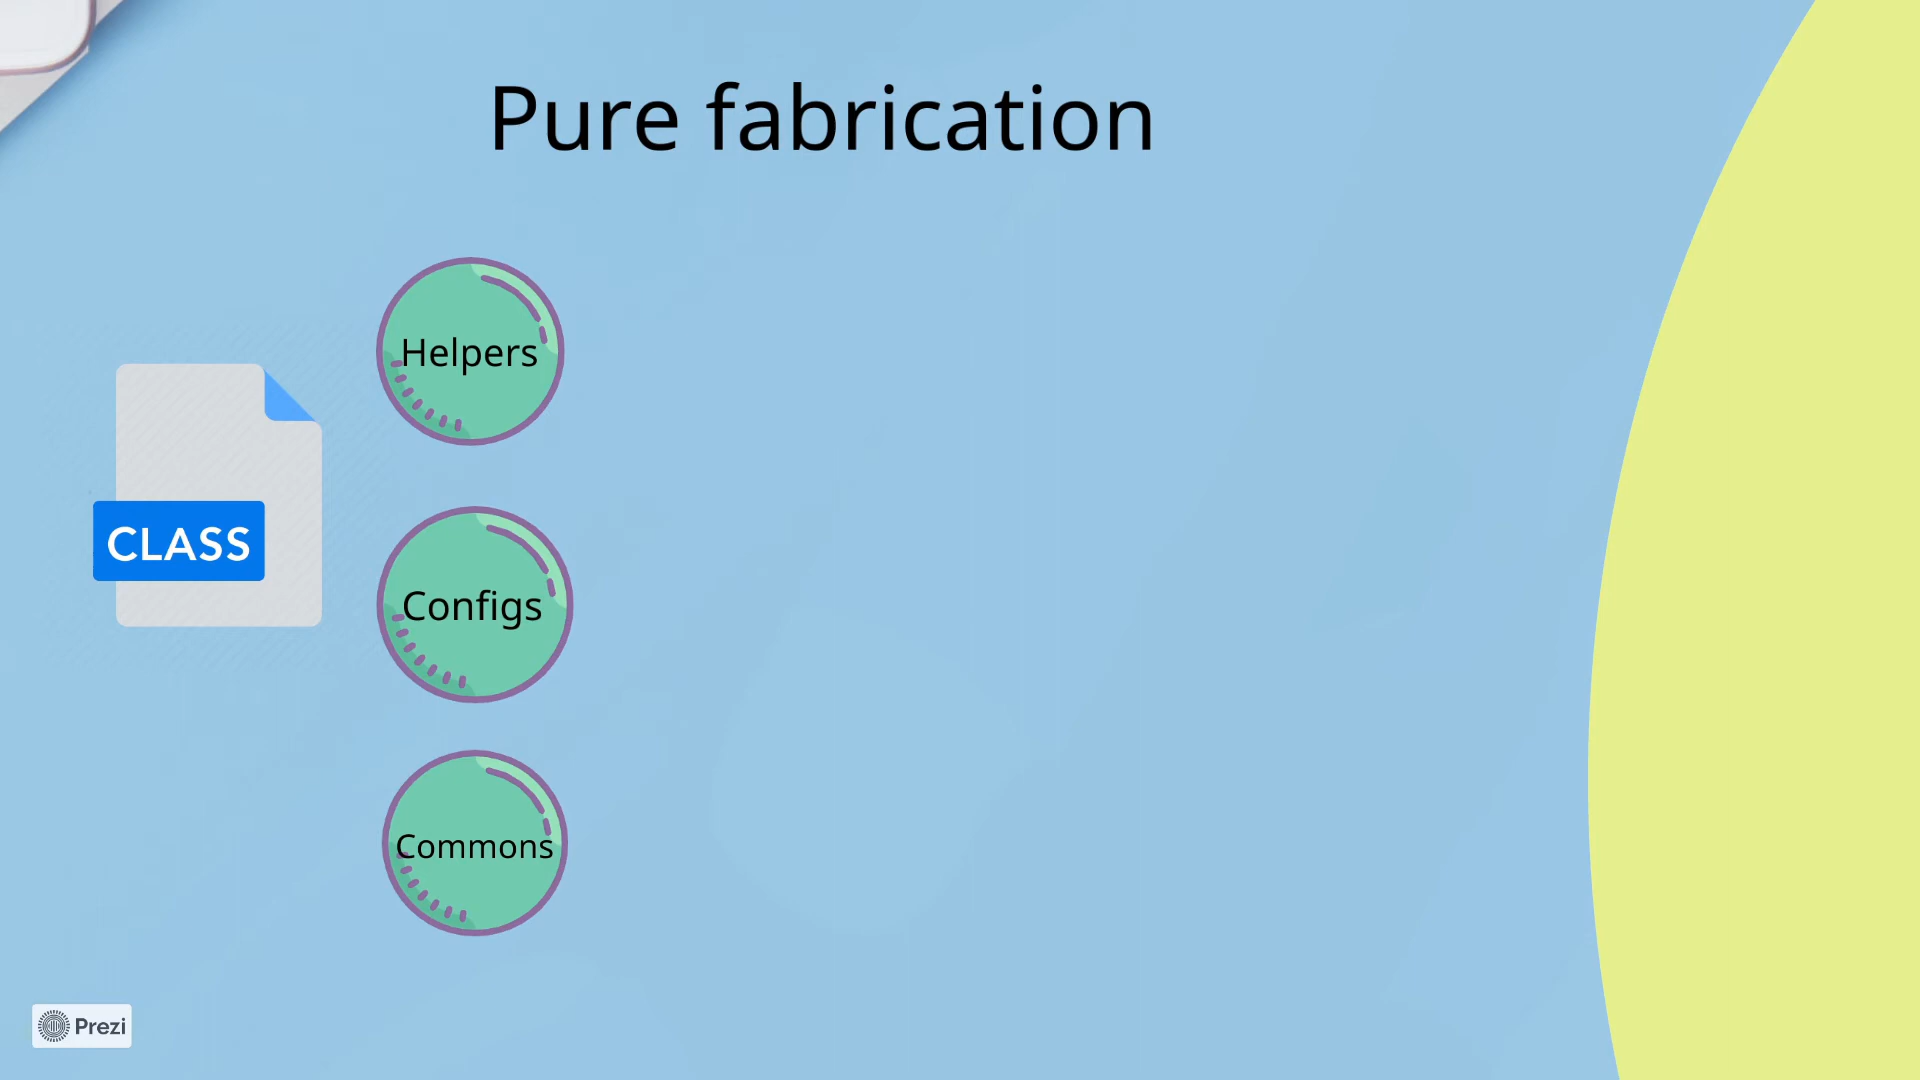 Pure fabrication
Helpers
CLASS
Configs
Commons
Prezi